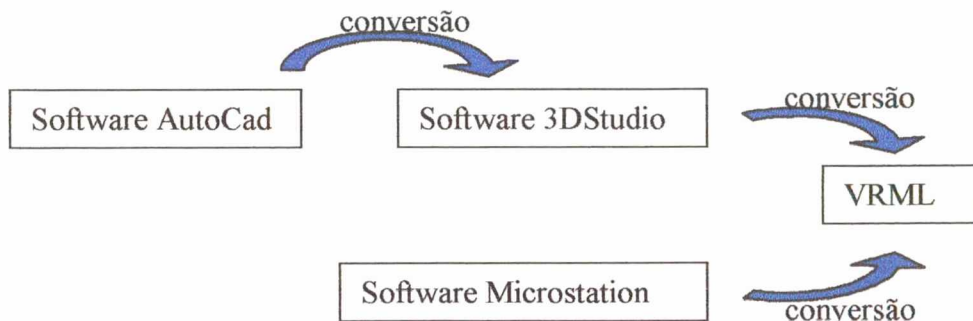 conversão
Software AutoCad
Software 3DStudio
conversão
VRML
Software Microstation
conversão